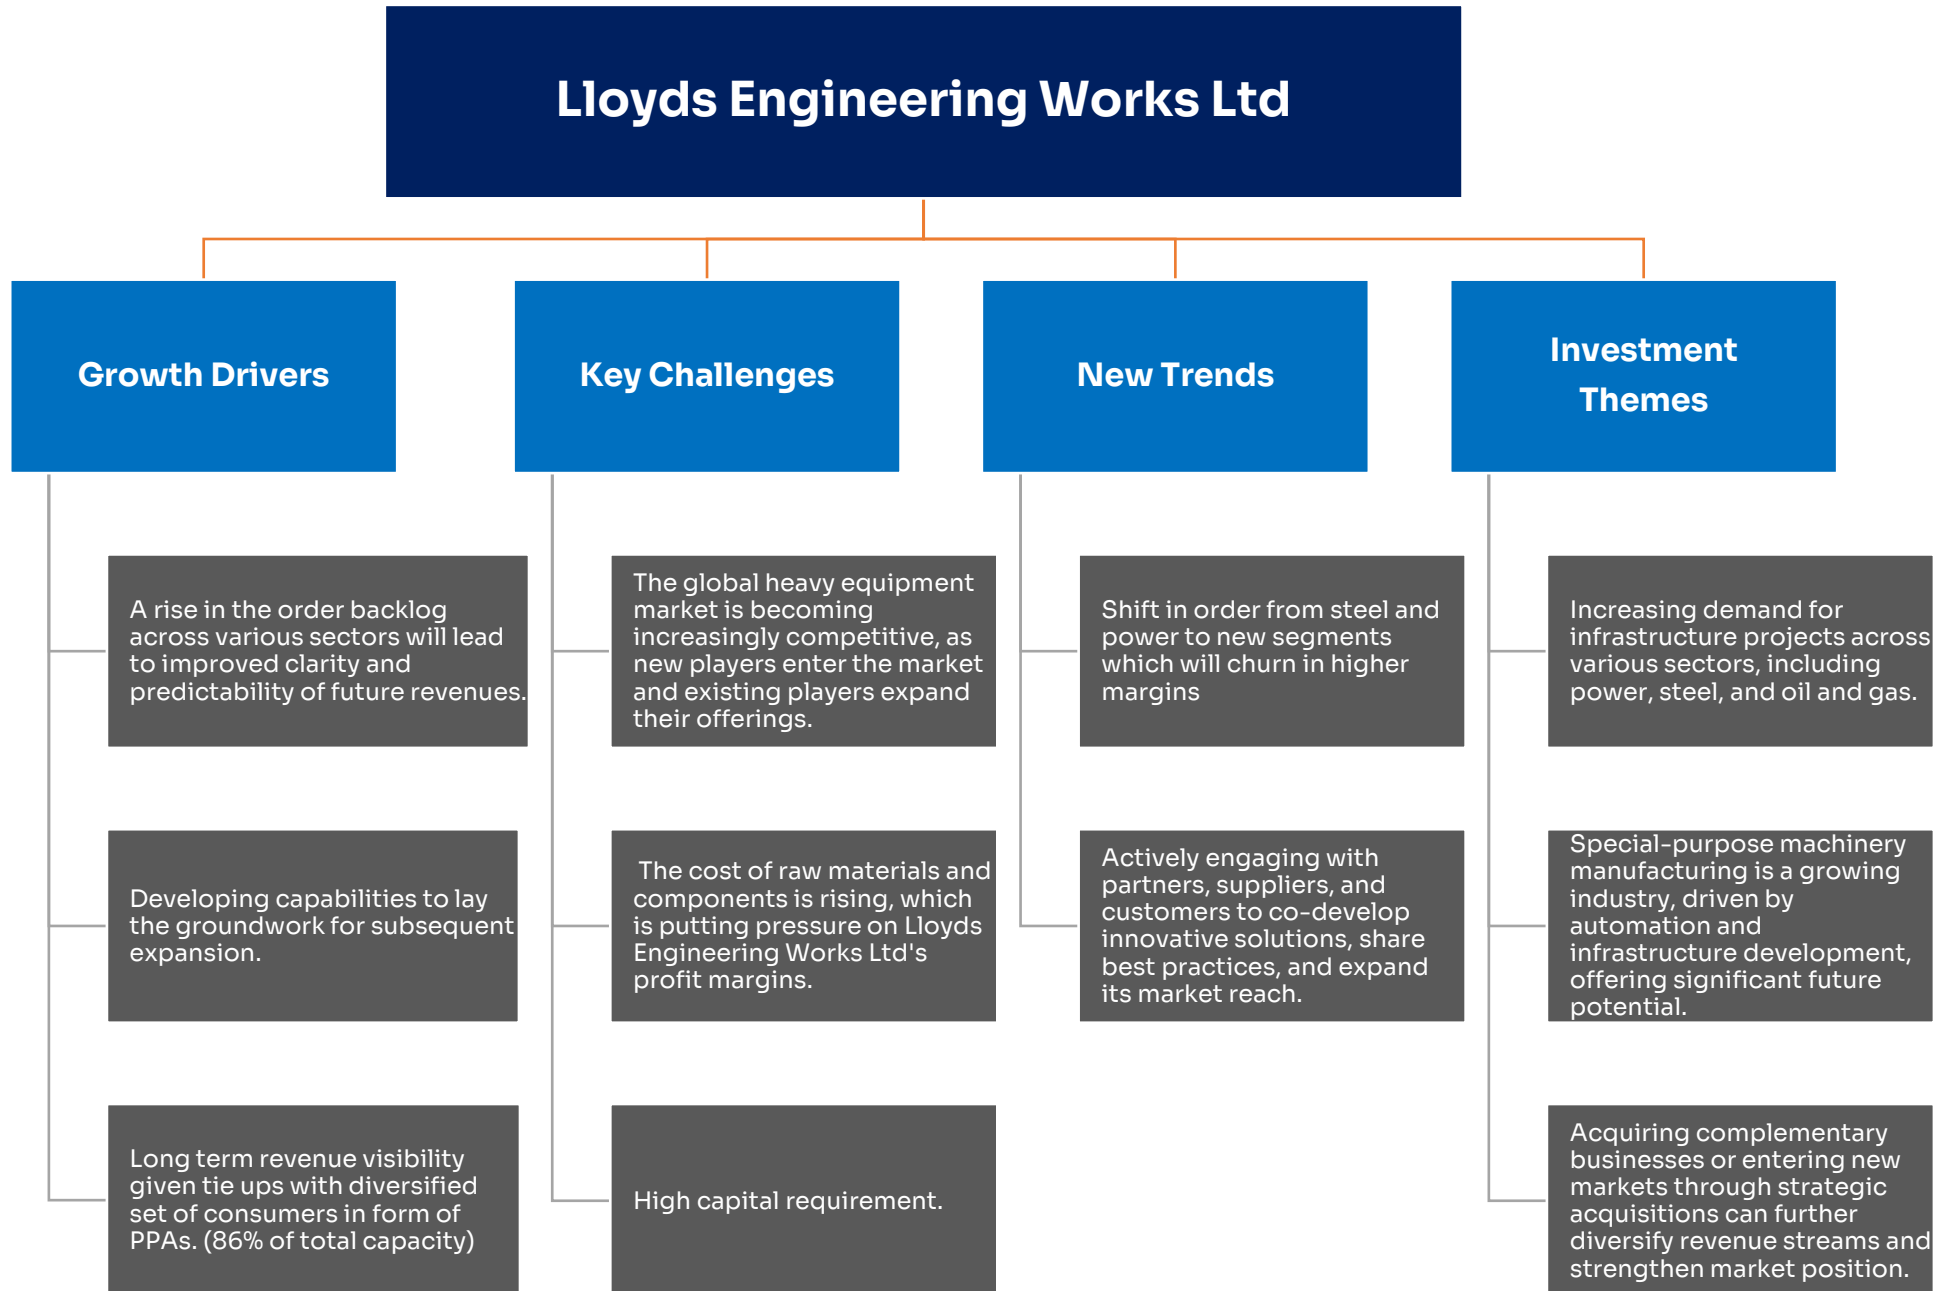 Lloyds Engineering Works Ltd
Growth Drivers
A rise in the order backlog
across various sectors will lead
to improved clarity and
predictability of future revenues.
Developing capabilities to lay
the groundwork for subsequent
expansion.
Long term revenue visibility
given tie ups with diversified
set of consumers in form of
PPAs. (86% of total capacity)
Key Challenges
The global heavy equipment
market is becoming
increasingly competitive, as
new players enter the market
and existing players expand
their offerings.
The cost of raw materials and
components is rising, which
is putting pressure on Lloyds
Engineering Works Ltd's
profit margins.
High capital requirement.
New Trends
Shift in order from steel and
power to new segments
which will churn in higher
margins
Actively engaging with
partners, suppliers, and
customers to co-develop
innovative solutions, share
best practices, and expand
its market reach.
Investment
Themes
Increasing demand for
infrastructure projects across
various sectors, including
power, steel, and oil and gas.
Special-purpose machinery
manufacturing is a growing
industry, driven by
automation and
infrastructure development,
offering significant future
potential.
Acquiring complementary
businesses or entering new
markets through strategic
acquisitions can further
diversify revenue streams and
strengthen market position.